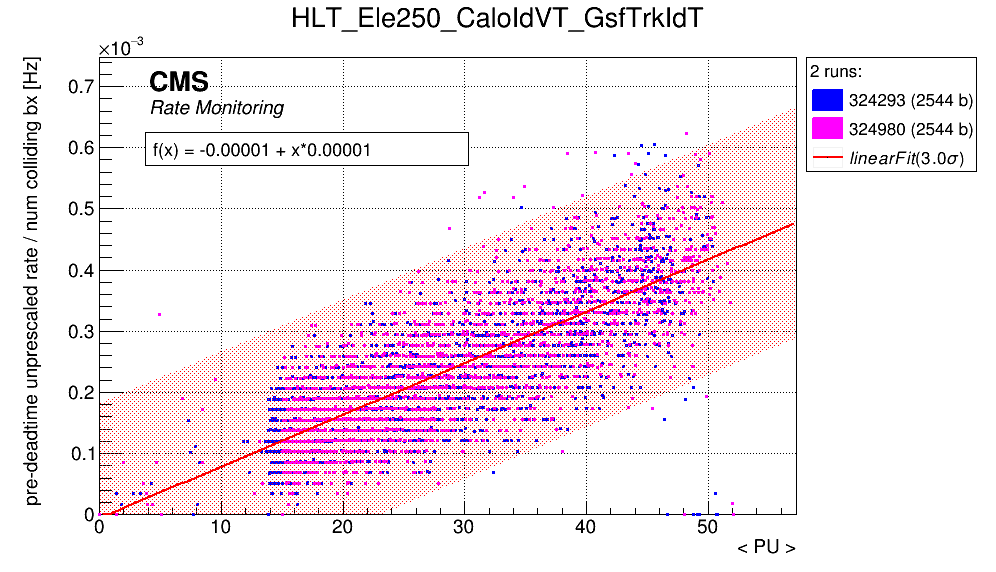 HLT_Ele250_CaloIdVT_GsfTrkIdT
×10⁻³
pre-deadtime unprescaled rate / num colliding bx [Hz]
0.7
0.6
0.5
0.4
0.3
0.2
0.1
0
CMS
Rate Monitoring
f(x) = -0.00001 + x*0.00001
0 10 20 30 40 50
< PU >
2 runs:
324293 (2544 b)
324980 (2544 b)
linearFit(3.0σ)